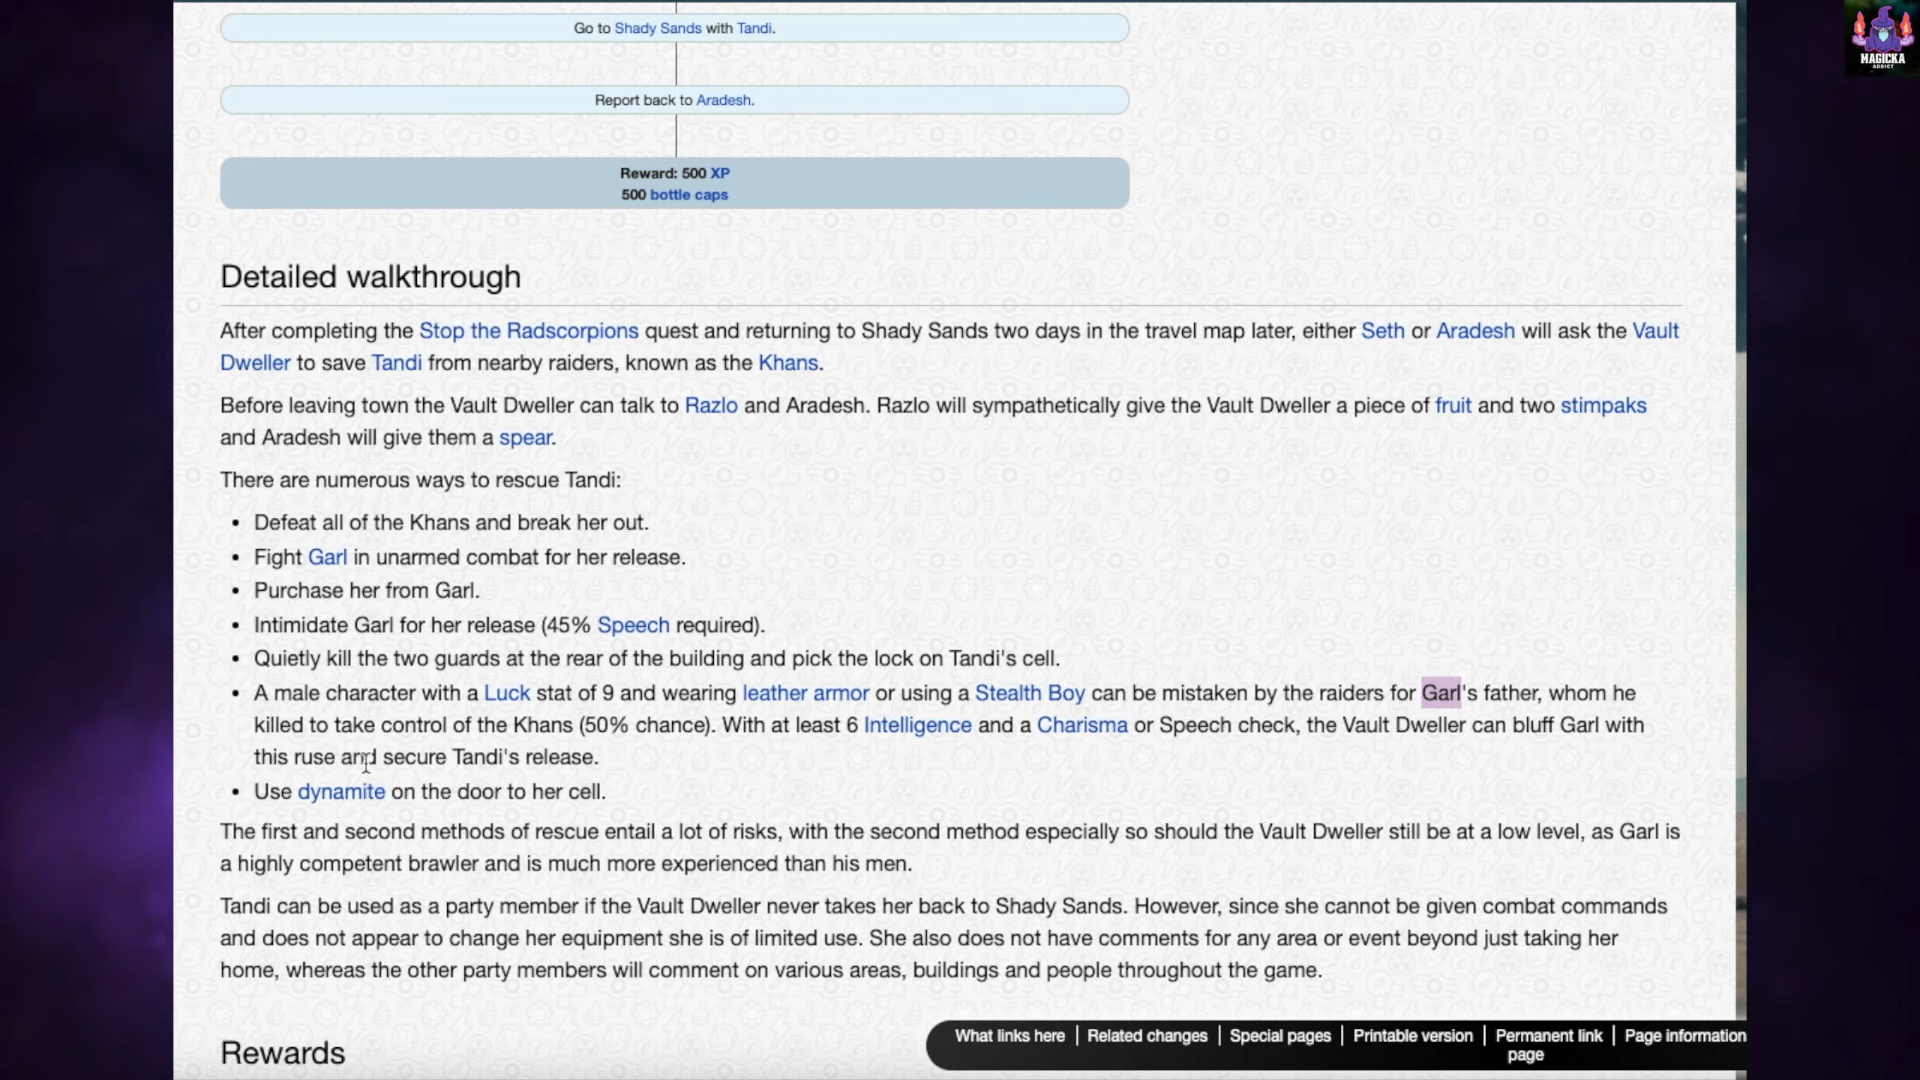 Go to Shady Sands with Tandi.
MAGICKA
ADDICT
Report back to Aradesh.
Reward: 500 XP
500 bottle caps
Detailed walkthrough
After completing the Stop the Radscorpions quest and returning to Shady Sands two days in the travel map later, either Seth or Aradesh will ask the Vault
Dweller to save Tandi from nearby raiders, known as the Khans.
Before leaving town the Vault Dweller can talk to Razlo and Aradesh. Razlo will sympathetically give the Vault Dweller a piece of fruit and two stimpaks
and Aradesh will give them a spear.
There are numerous ways to rescue Tandi:
• Defeat all of the Khans and break her out.
• Fight Garl in unarmed combat for her release.
• Purchase her from Garl.
• Intimidate Garl for her release (45% Speech required).
• Quietly kill the two guards at the rear of the building and pick the lock on Tandi's cell.
• A male character with a Luck stat of 9 and wearing leather armor or using a Stealth Boy can be mistaken by the raiders for Garl's father, whom he
killed to take control of the Khans (50% chance). With at least 6 Intelligence and a Charisma or Speech check, the Vault Dweller can bluff Garl with
this ruse and secure Tandi's release.
• Use dynamite on the door to her cell.
The first and second methods of rescue entail a lot of risks, with the second method especially so should the Vault Dweller still be at a low level, as Garl is
a highly competent brawler and is much more experienced than his men.
Tandi can be used as a party member if the Vault Dweller never takes her back to Shady Sands. However, since she cannot be given combat commands
and does not appear to change her equipment she is of limited use. She also does not have comments for any area or event beyond just taking her
home, whereas the other party members will comment on various areas, buildings and people throughout the game.
Rewards
What links here | Related changes | Special pages | Printable version | Permanent link | Page information
page